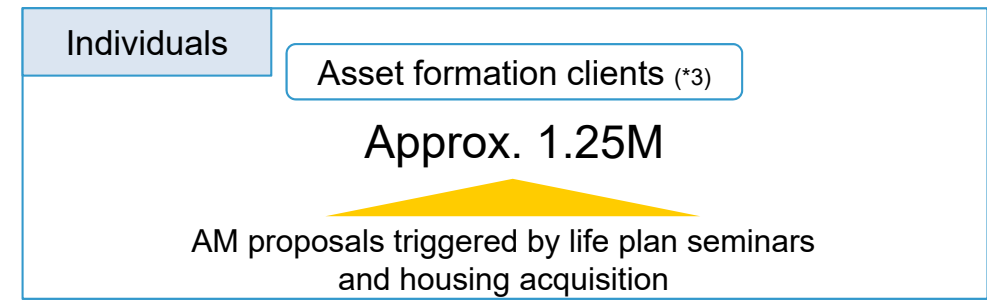 Individuals
Asset formation clients (*3)
Approx. 1.25M
AM proposals triggered by life plan seminars
and housing acquisition